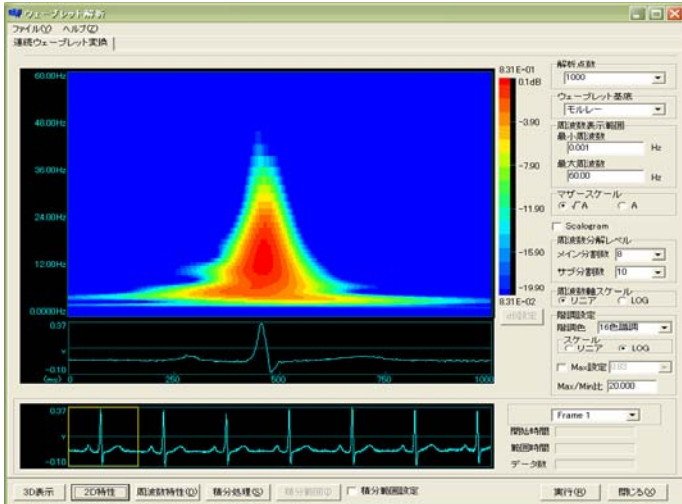 ウェーブレット解析
ファイル(Y) ヘルプ(Z)
連続ウェーブレット変換
60.00Hz
48.00Hz
36.00Hz
24.00Hz
12.00Hz
0.0000Hz
8.31E-01
0.1dB
-3.90
-7.90
-11.90
-15.90
-19.90
8.31E-02
解析点数
1000
ウェーブレット基底
モルレー
周波数表示範囲
最小周波数
0.001 Hz
最大周波数
60.00 Hz
マザースケール
√A A
Scalogram
周波数分解レベル
メイン分割数 8
サブ分割数 10
周波数軸スケール
リニア LOG
階調設定
階調色 16色階調
スケール
リニア LOG
Max設定 0.83
Max/Min比 20.000
0.37
V
-0.10
(ms) 0 250 500 750 1000
0.37
V
-0.10
Frame 1
開始時間
範囲時間
データ数
3D表示 2D特性 周波数特性(D) 積分処理(S) 積分範囲(I) 積分範囲設定 実行(R) 閉じる(X)